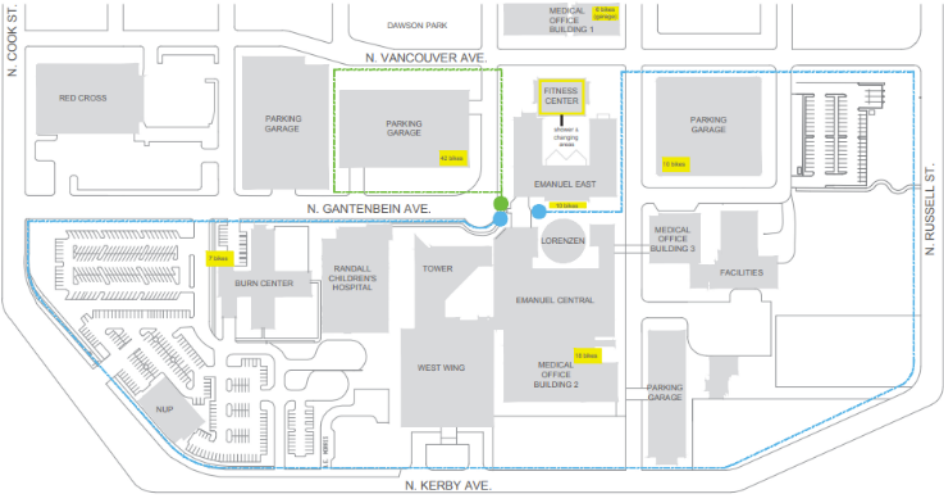 N. COOK ST.
DAWSON PARK
MEDICAL
OFFICE
BUILDING 1
6 bikes
(garage)
N. VANCOUVER AVE.
RED CROSS
PARKING
GARAGE
PARKING
GARAGE
42 bikes
FITNESS
CENTER
shower &
changing
areas
EMANUEL EAST
PARKING
GARAGE
15 bikes
N. RUSSELL ST.
N. GANTENBEIN AVE.
10 bikes
7 bikes
BURN CENTER
RANDALL
CHILDREN'S
HOSPITAL
TOWER
LORENZEN
MEDICAL
OFFICE
BUILDING 3
FACILITIES
EMANUEL CENTRAL
WEST WING
16 bikes
MEDICAL
OFFICE
BUILDING 2
PARKING
GARAGE
NUP
N. KERBY AVE.